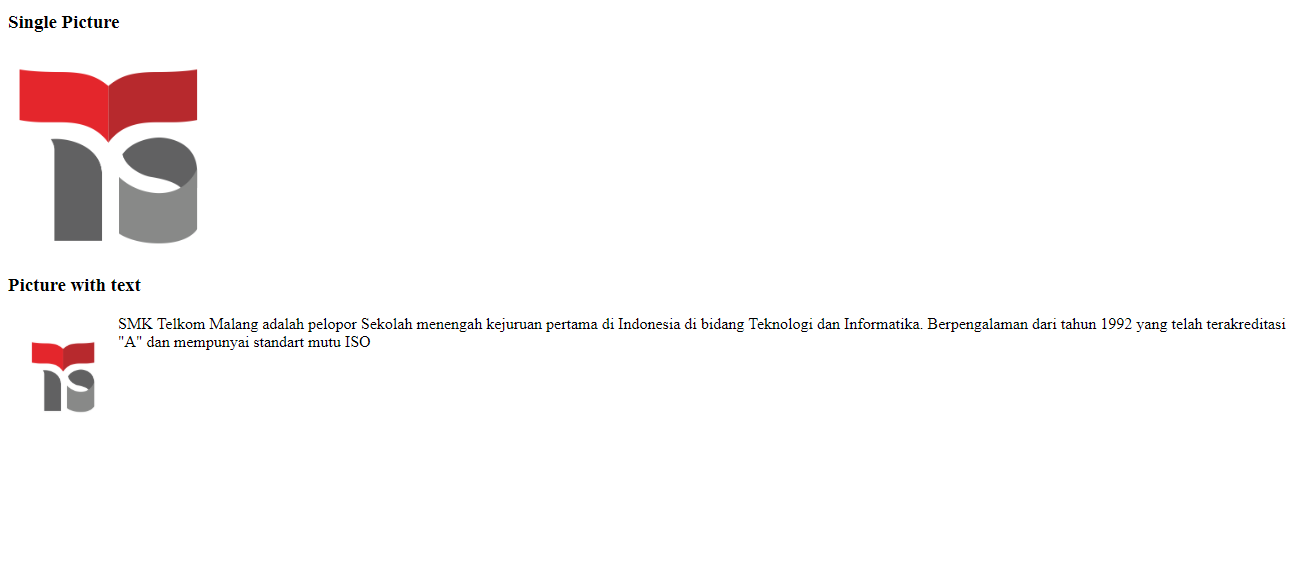 Single Picture
Picture with text
SMK Telkom Malang adalah pelopor Sekolah menengah kejuruan pertama di Indonesia di bidang Teknologi dan Informatika. Berpengalaman dari tahun 1992 yang telah terakreditasi
"A" dan mempunyai standart mutu ISO